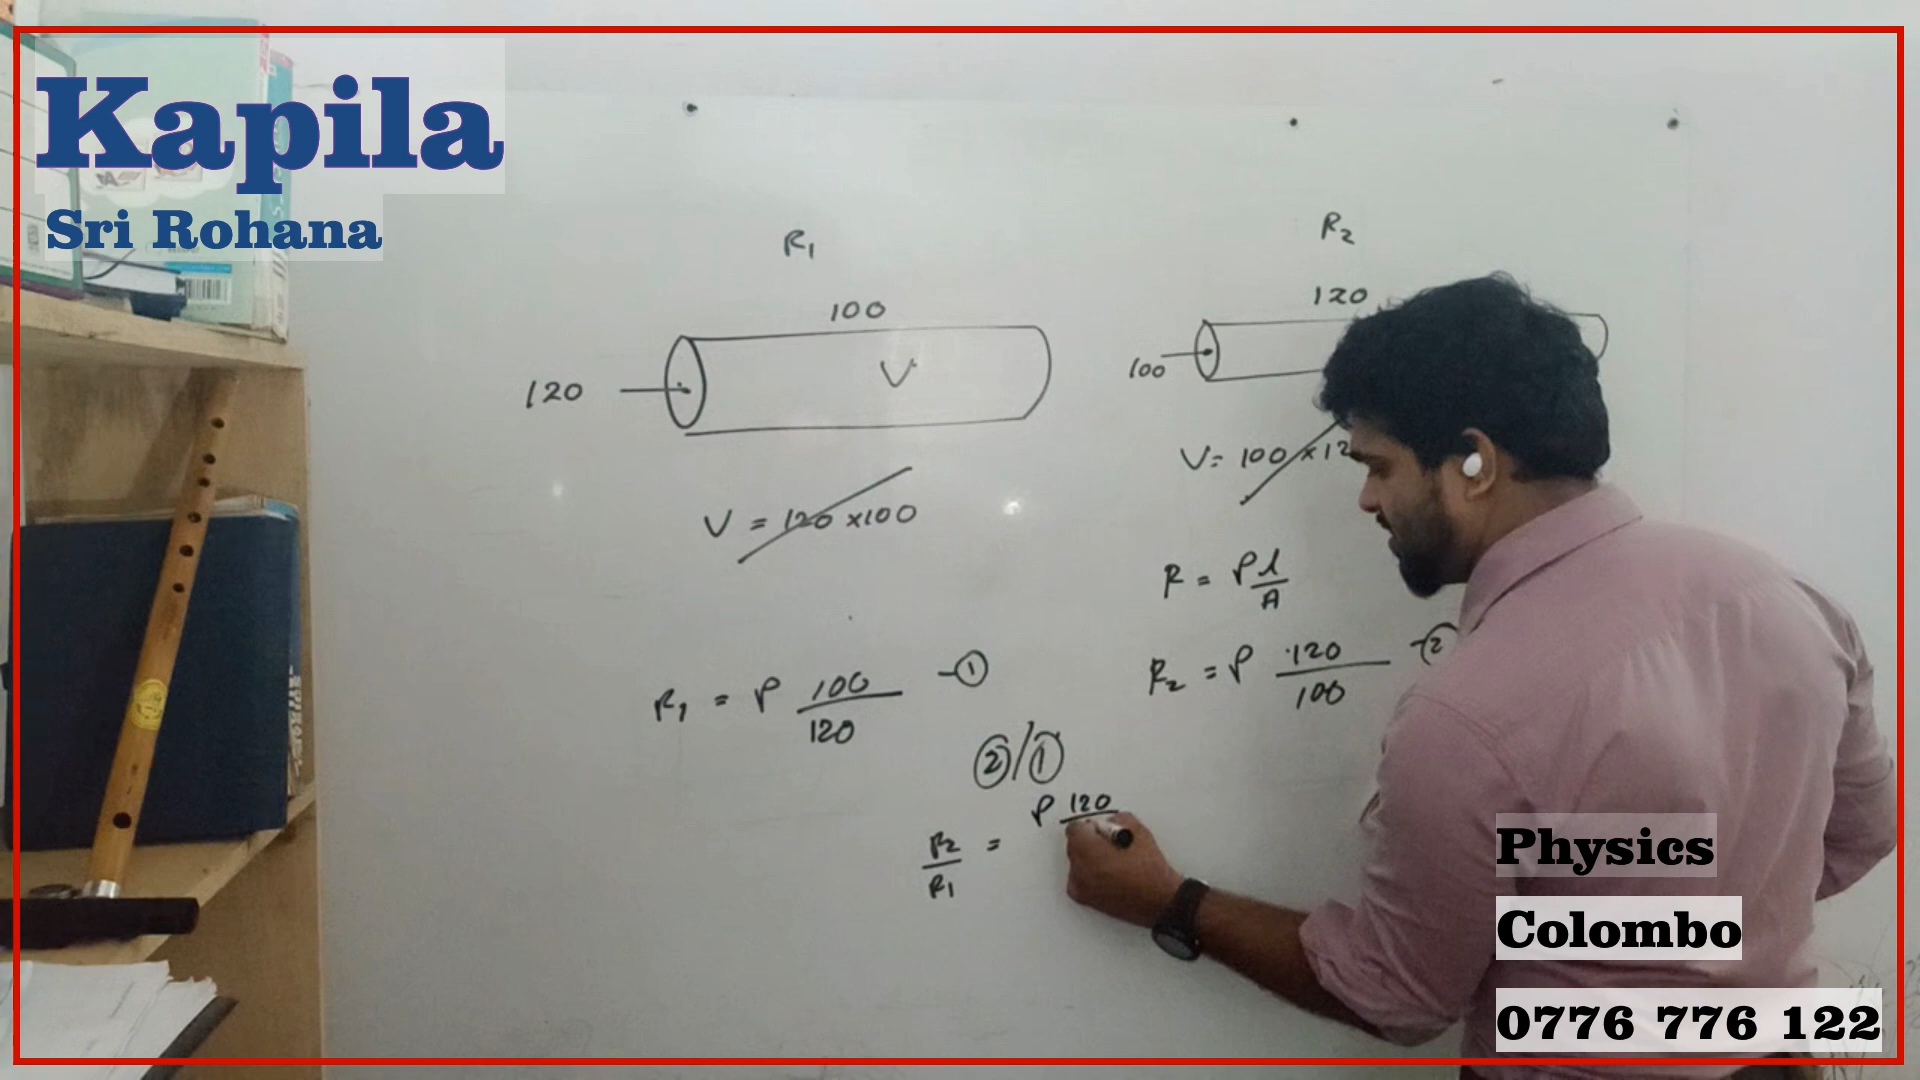 Kapila
Sri Rohana
R₁
100
120
V
V = 120 x100
R₂
120
100
V= 100 x12
R = ρl/A
R₁ = ρ 100/120 -①
R₂ = ρ 120/100 -②
②/①
R₂/R₁ = ρ 120
Physics
Colombo
0776 776 122